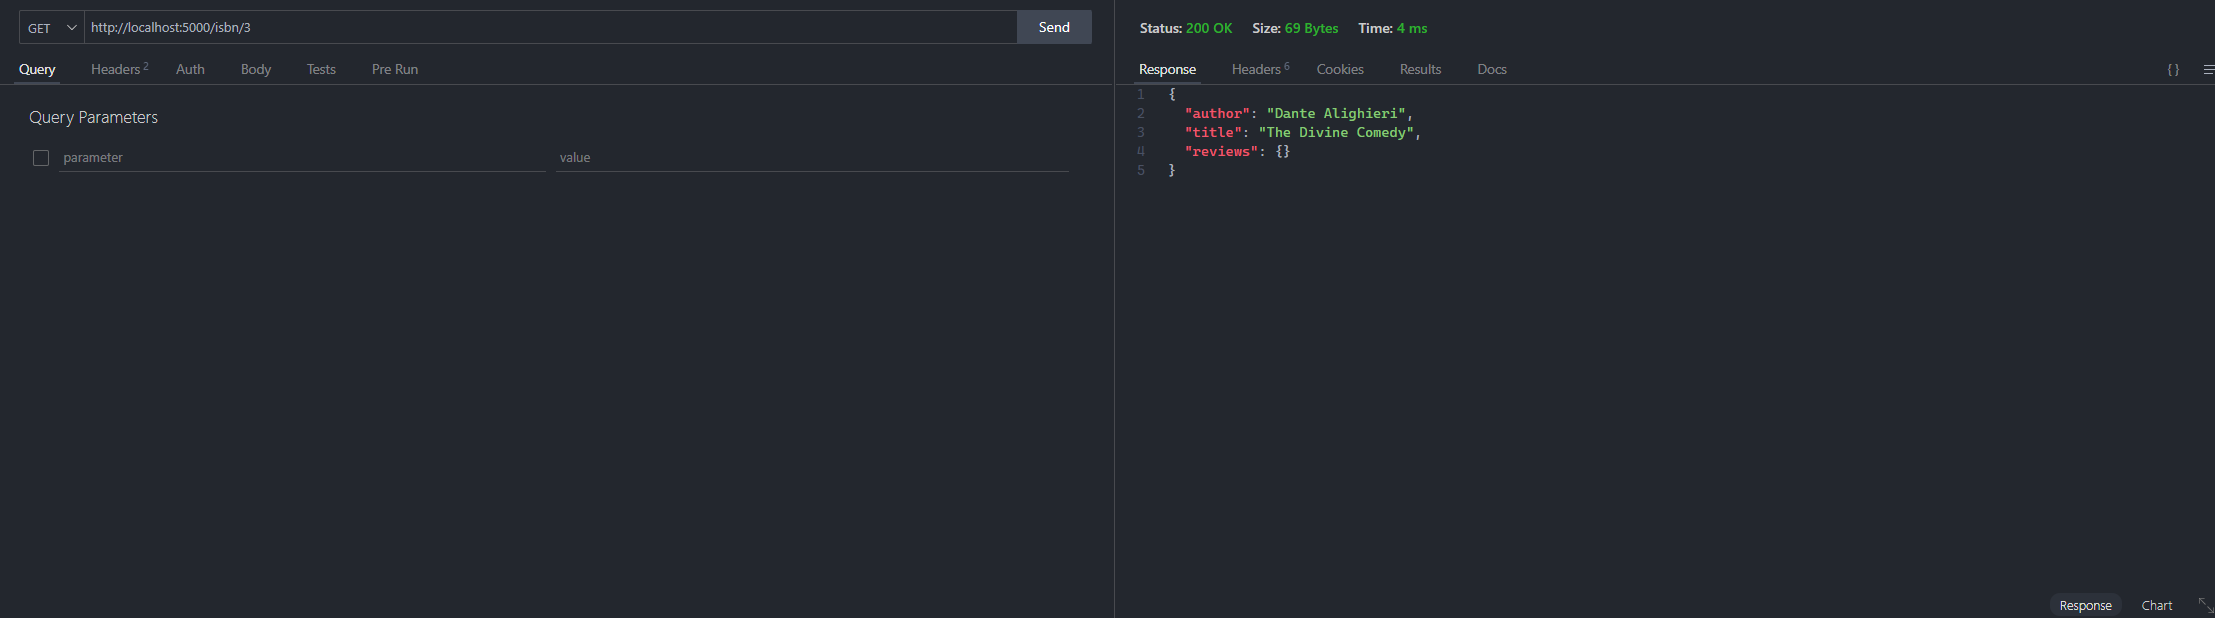 GET http://localhost:5000/isbn/3 Send
Query Headers 2 Auth Body Tests Pre Run
Query Parameters
parameter value
Status: 200 OK Size: 69 Bytes Time: 4 ms
Response Headers 6 Cookies Results Docs { }
1 {
2 "author": "Dante Alighieri",
3 "title": "The Divine Comedy",
4 "reviews": {}
5 }
Response Chart